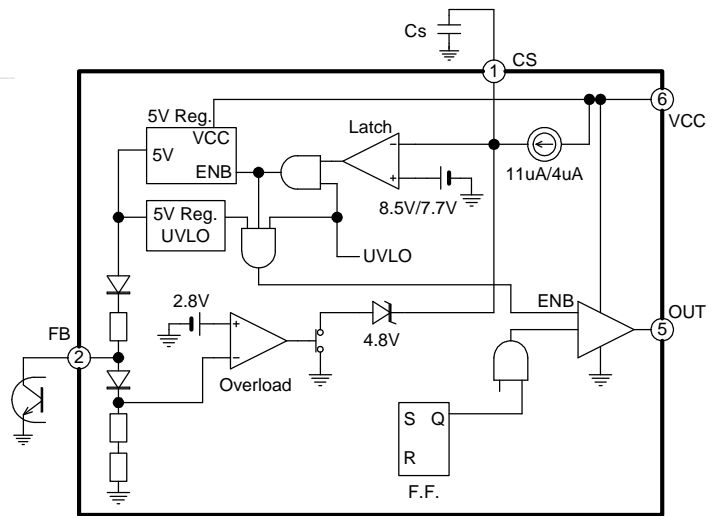 Cs
1
CS
6
VCC
5V Reg.
VCC
5V
ENB
Latch
−
+
11uA/4uA
8.5V/7.7V
5V Reg.
UVLO
UVLO
2.8V
+
−
Overload
4.8V
ENB
OUT
5
FB
2
S Q
R
F.F.